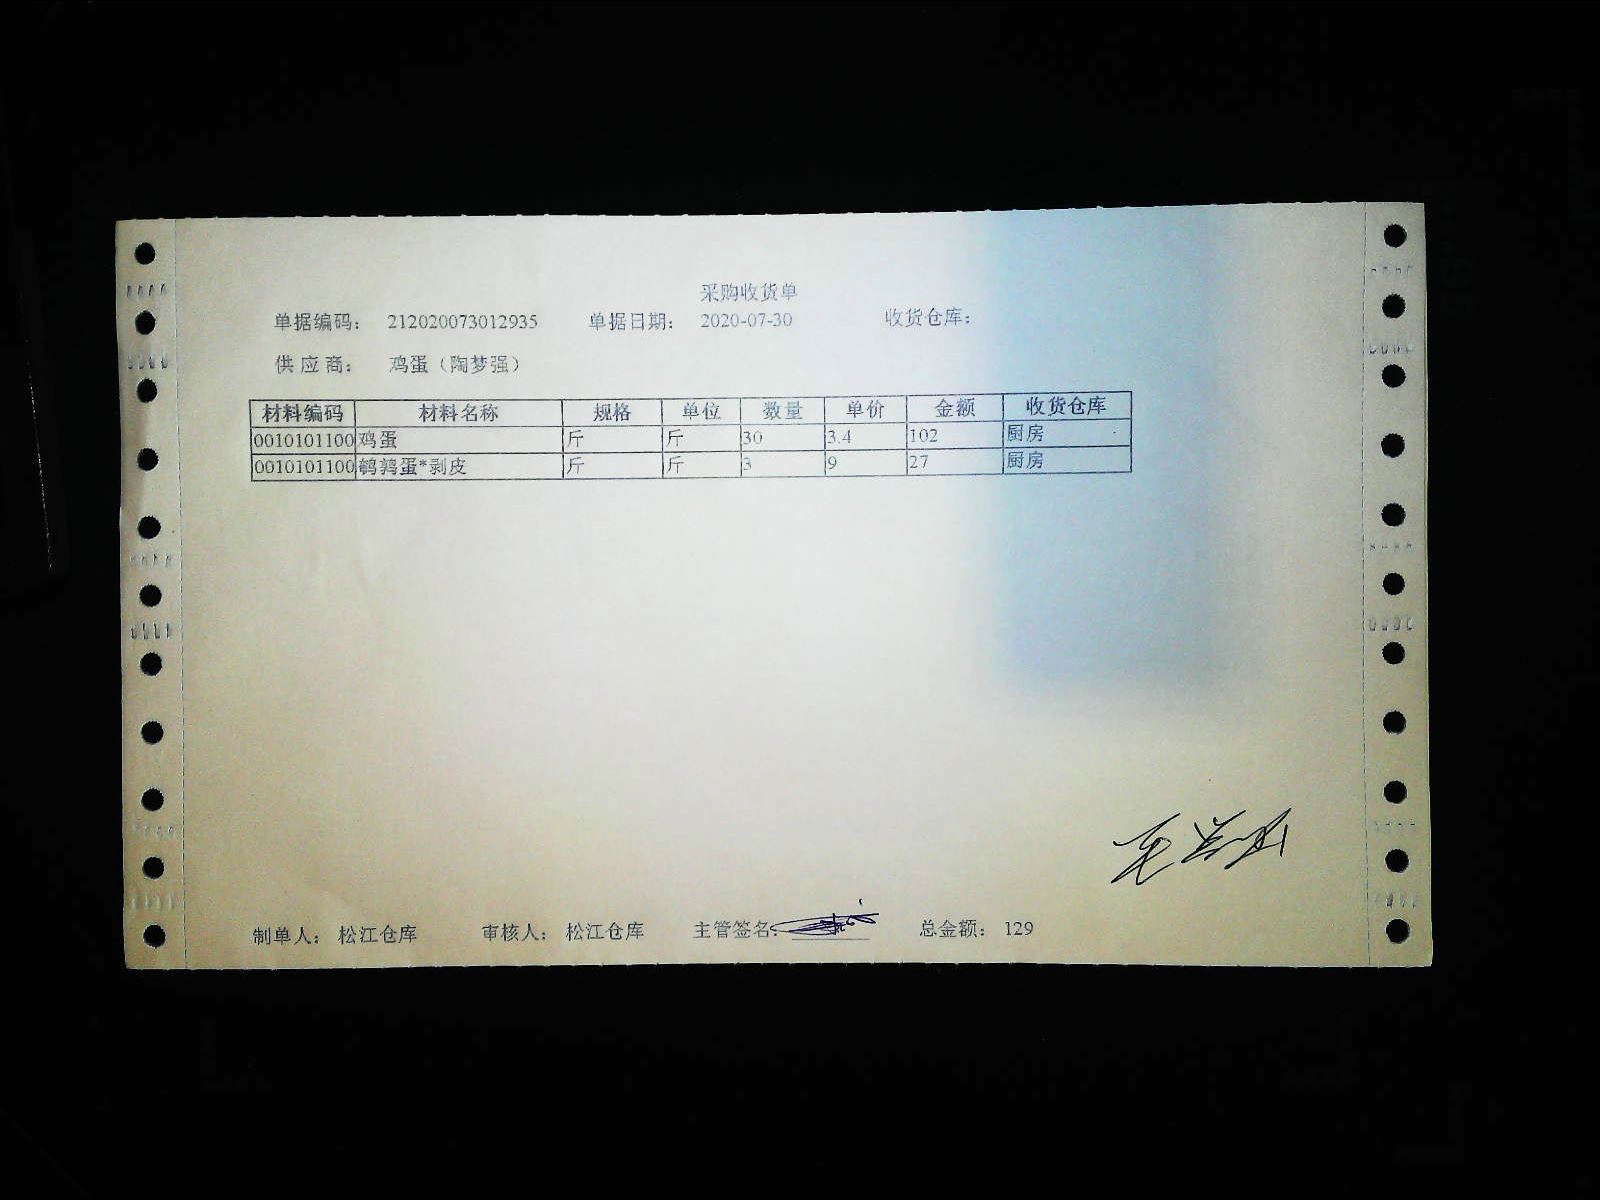 采购收货单
单据编码： 212020073012935 单据日期： 2020-07-30 收货仓库：
供 应 商： 鸡蛋（陶梦强）
材料编码 材料名称 规格 单位 数量 单价 金额 收货仓库
0010101100 鸡蛋 斤 斤 30 3.4 102 厨房
0010101100 鹌鹑蛋*剥皮 斤 斤 3 9 27 厨房
制单人： 松江仓库 审核人： 松江仓库 主管签名： 总金额： 129